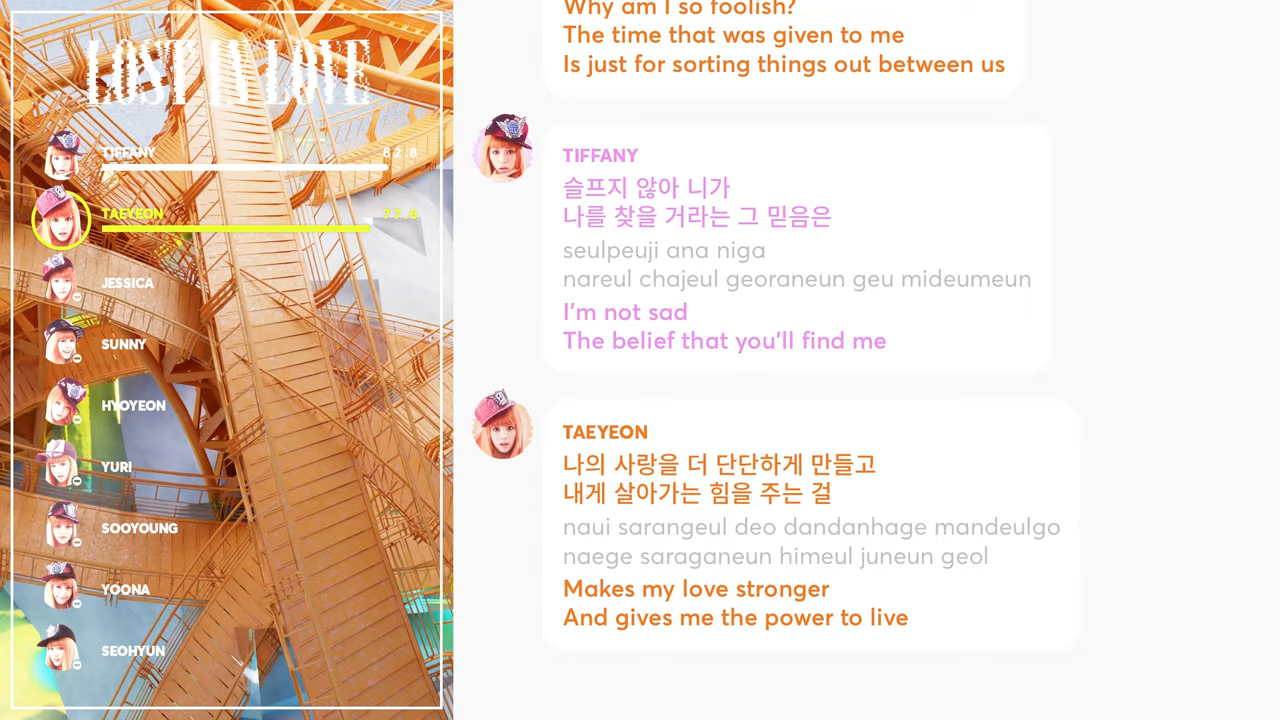 LOST IN LOVE
TIFFANY 82.8
TAEYEON 77.4
JESSICA
SUNNY
HYOYEON
YURI
SOOYOUNG
YOONA
SEOHYUN
Why am I so foolish?
The time that was given to me
Is just for sorting things out between us
TIFFANY
슬프지 않아 니가
나를 찾을 거라는 그 믿음은
seulpeuji ana niga
nareul chajeul georaneun geu mideumeun
I'm not sad
The belief that you'll find me
TAEYEON
나의 사랑을 더 단단하게 만들고
내게 살아가는 힘을 주는 걸
naui sarangeul deo dandanhage mandeulgo
naege saraganeun himeul juneun geol
Makes my love stronger
And gives me the power to live